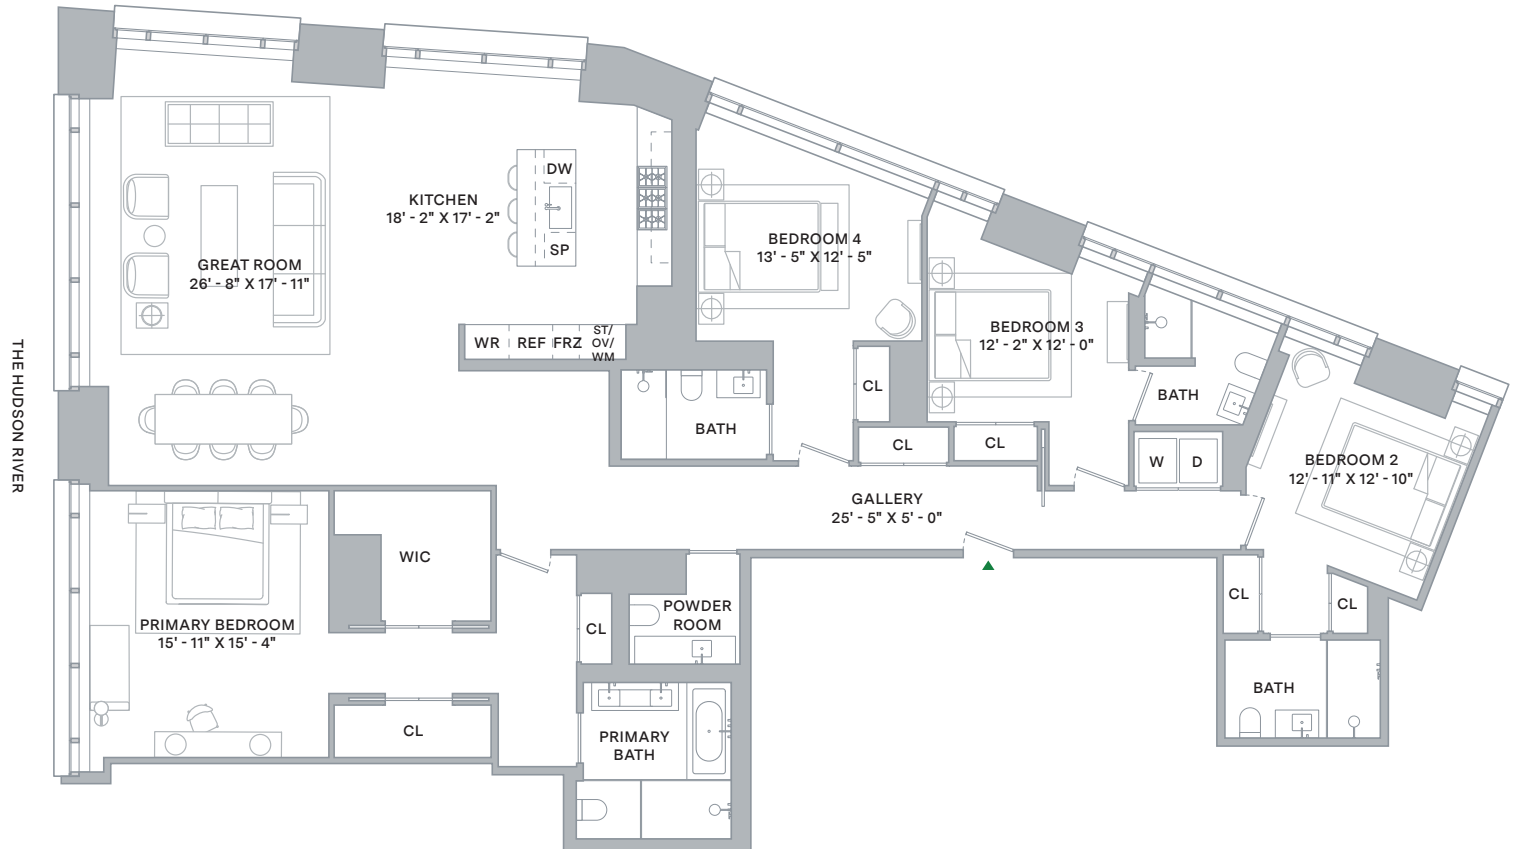 THE HUDSON RIVER
GREAT ROOM
26' - 8" X 17' - 11"
KITCHEN
18' - 2" X 17' - 2"
DW
SP
WR
REF
FRZ
ST/
OV/
WM
BEDROOM 4
13' - 5" X 12' - 5"
CL
BATH
CL
BEDROOM 3
12' - 2" X 12' - 0"
CL
BATH
W
D
BEDROOM 2
12' - 11" X 12' - 10"
GALLERY
25' - 5" X 5' - 0"
WIC
PRIMARY BEDROOM
15' - 11" X 15' - 4"
CL
CL
POWDER
ROOM
PRIMARY
BATH
CL
CL
BATH